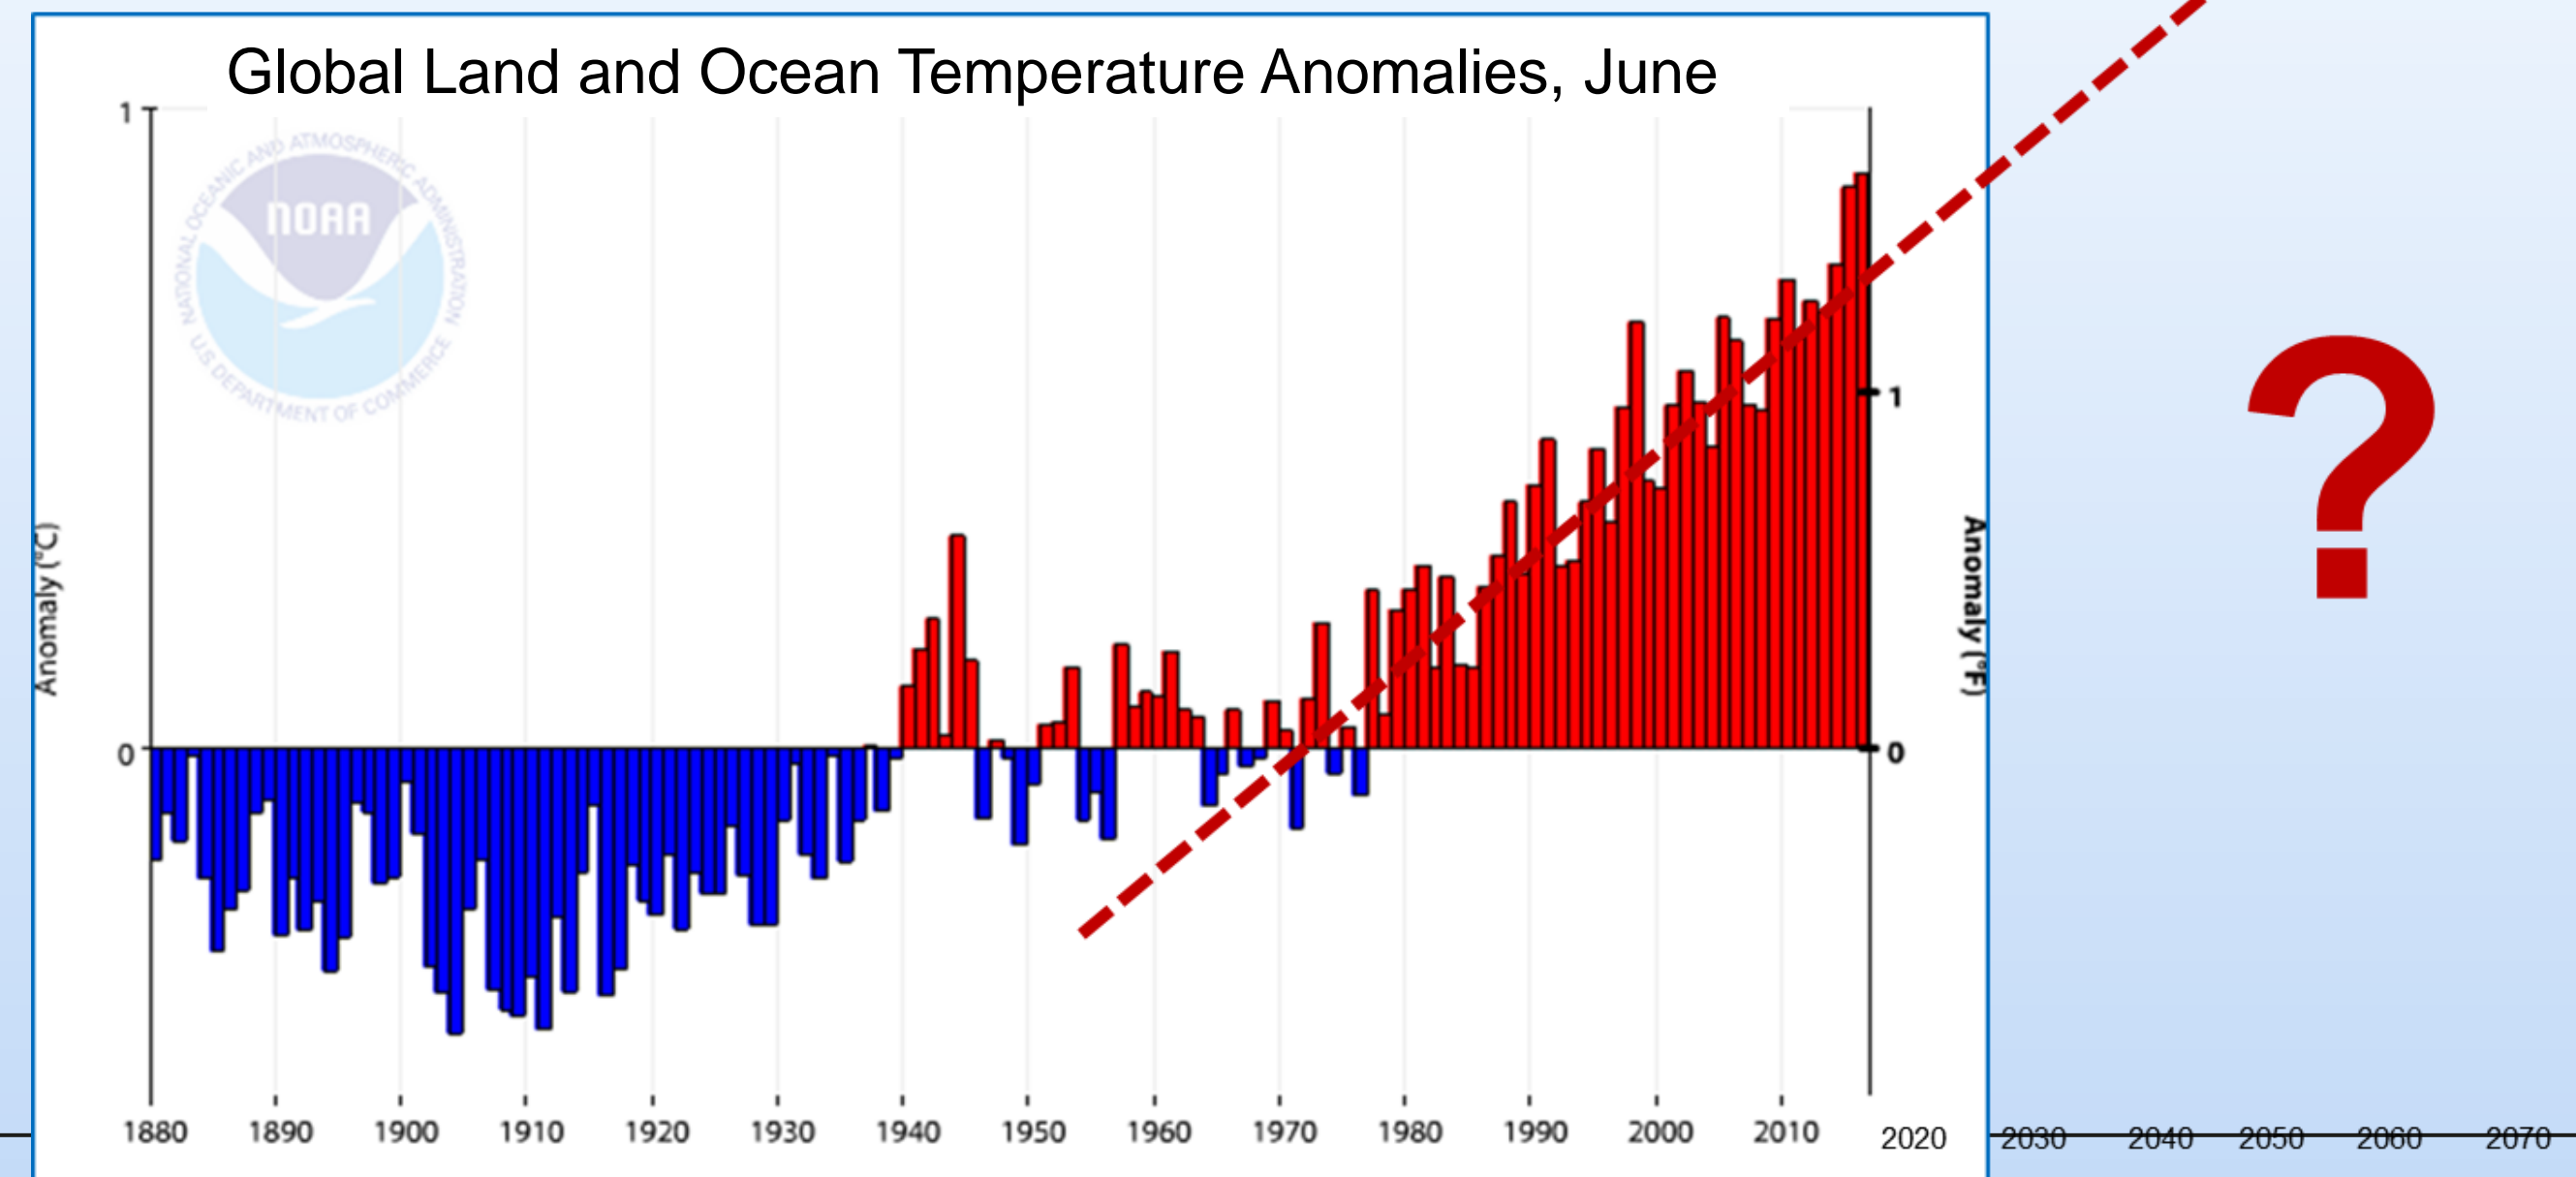 Global Land and Ocean Temperature Anomalies, June
1
NATIONAL OCEANIC AND ATMOSPHERIC ADMINISTRATION
NOAA
U.S. DEPARTMENT OF COMMERCE
?
1
Anomaly (°C)
Anomaly (°F)
0
0
1880 1890 1900 1910 1920 1930 1940 1950 1960 1970 1980 1990 2000 2010 2020 2030 2040 2050 2060 2070